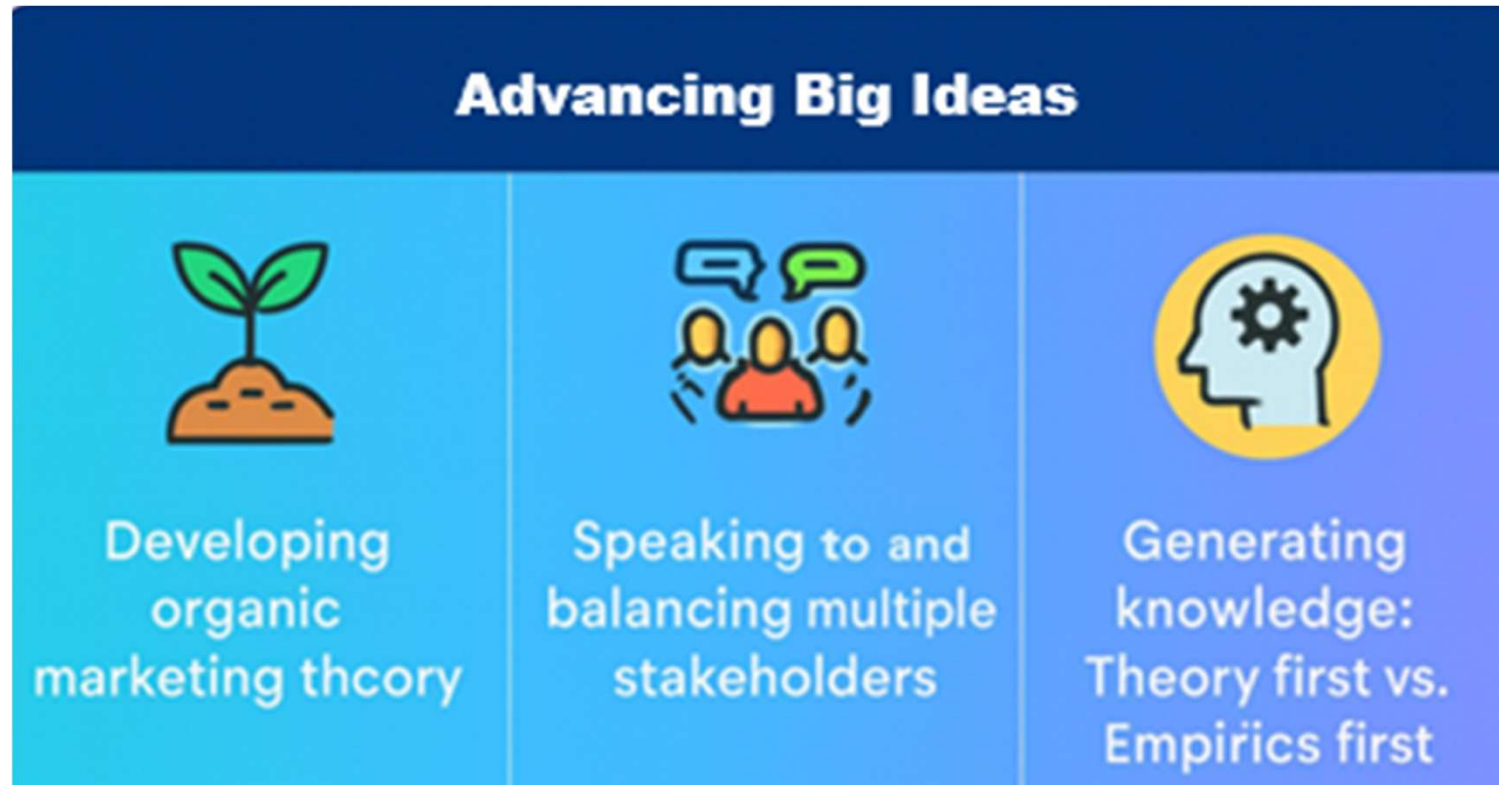 Advancing Big Ideas
Developing
organic
marketing thcory
Speaking to and
balancing multiple
stakeholders
Generating
knowledge:
Theory first vs.
Empirics first